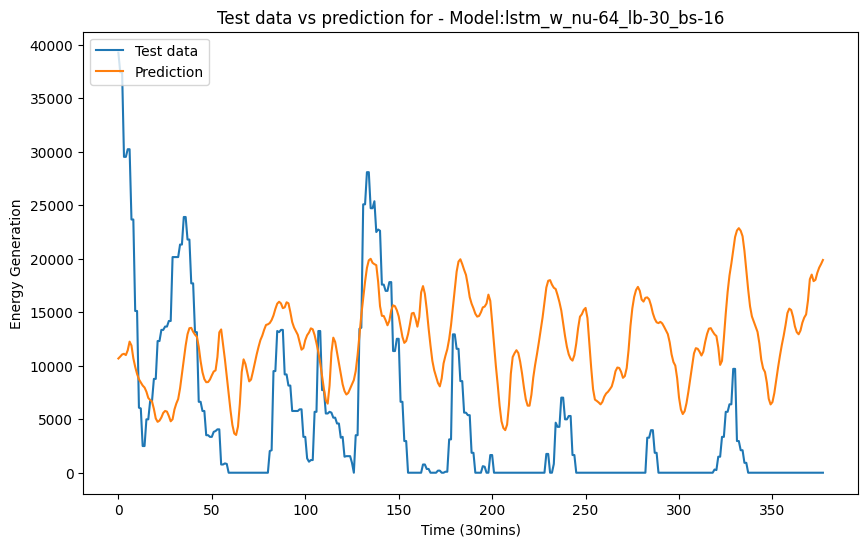 Test data vs prediction for - Model:lstm_w_nu-64_lb-30_bs-16
Test data
Prediction
40000
35000
30000
25000
20000
15000
10000
5000
0
Energy Generation
0 50 100 150 200 250 300 350
Time (30mins)